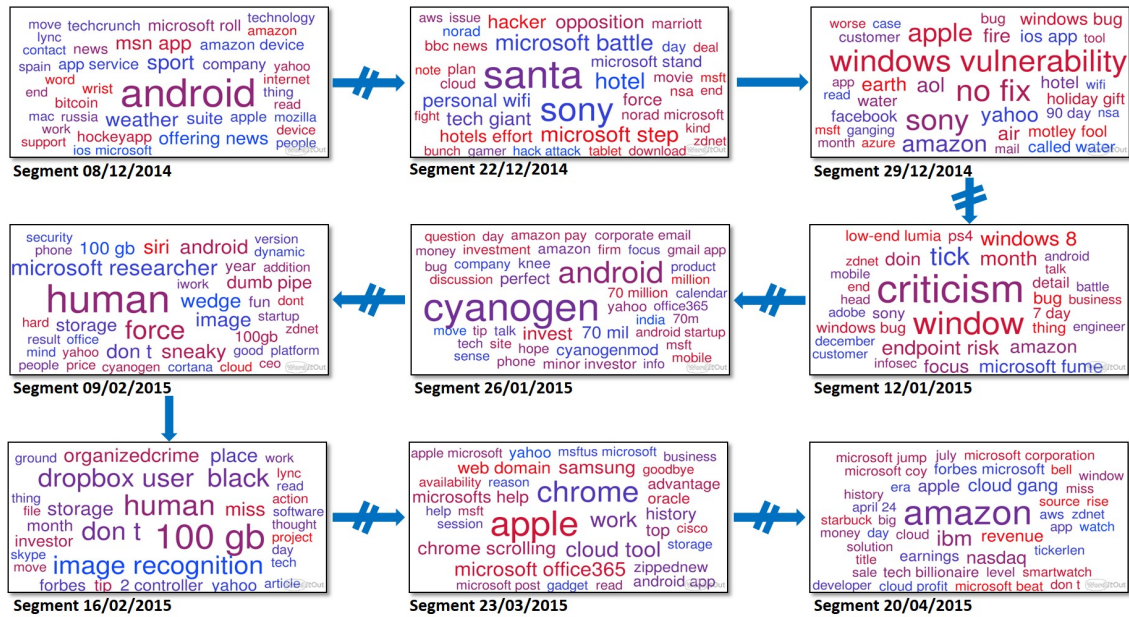 move techcrunch microsoft roll technology
lync amazon
contact news msn app amazon device
spain app service sport company yahoo
word wrist android internet
end thing
bitcoin read
mac russia weather suite apple mozilla
work device
support hockeyapp offering news people
ios microsoft
Segment 08/12/2014
aws issue hacker opposition marriott
norad
bbc news microsoft battle day deal
microsoft stand
note plan santa hotel movie msft
cloud nsa end
personal wifi sony force
fight tech giant norad microsoft
hotels effort microsoft step kind
zdnet
bunch gamer hack attack tablet download
Segment 22/12/2014
worse case apple bug windows bug
customer fire ios app tool
windows vulnerability
app earth aol no fix hotel wifi
read water holiday gift
facebook sony yahoo 90 day nsa
msft ganging air motley fool
month azure amazon mail called water
Segment 29/12/2014
security 100 gb siri android version
phone dynamic
microsoft researcher year addition
human iwork dumb pipe
wedge fun dont
hard storage force image startup
result office 100gb zdnet
mind yahoo don t sneaky good platform
people price cyanogen cortana cloud ceo
Segment 09/02/2015
question day amazon pay corporate email
money investment amazon firm focus gmail app
bug company knee android product
discussion perfect million
cyanogen 70 million calendar
yahoo office365
india 70m
move tip talk invest 70 mil android startup
tech site hope cyanogenmod msft
sense phone minor investor info mobile
Segment 26/01/2015
low-end lumia ps4 windows 8
zdnet doin tick month android
mobile talk
end criticism detail battle
head bug business
adobe sony window 7 day
windows bug thing engineer
december endpoint risk amazon
customer
infosec focus microsoft fume
Segment 12/01/2015
ground organizedcrime place work
dropbox user black lync
read
thing human miss action
file storage software
month don t 100 gb thought
investor project
skype day
move image recognition tech
forbes tip 2 controller yahoo article
Segment 16/02/2015
apple microsoft yahoo msftus microsoft business
web domain samsung goodbye
availability reason chrome advantage
microsofts help oracle
help msft apple work history
session top cisco
chrome scrolling cloud tool storage
microsoft office365 zippednew
microsoft post gadget read android app
Segment 23/03/2015
microsoft jump july microsoft corporation
microsoft coy forbes microsoft bell
window
era apple cloud gang miss
history source rise
april 24 amazon aws zdnet
starbuck big app watch
money day cloud ibm revenue
solution tickerlen
title earnings nasdaq
sale tech billionaire level smartwatch
developer cloud profit microsoft beat don t
Segment 20/04/2015